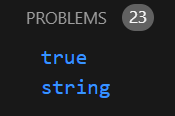 PROBLEMS 23
true
string